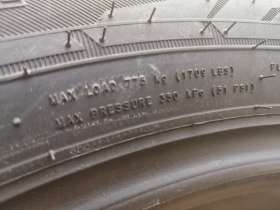 MAX LOAD 775 KG (1709 LBS)
MAX PRESSURE 350 KPa (51 PSI)